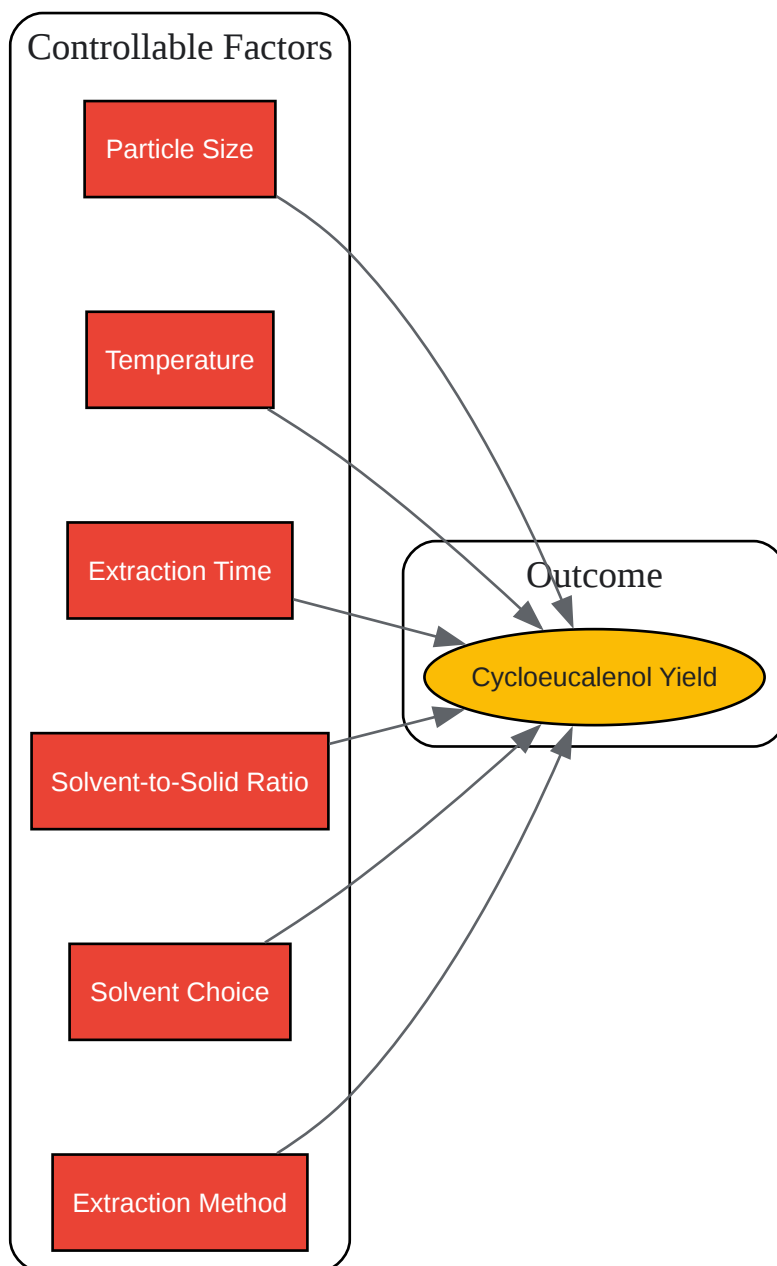 Controllable Factors
Particle Size
Temperature
Extraction Time
Solvent-to-Solid Ratio
Solvent Choice
Extraction Method
Outcome
Cycloeucalenol Yield